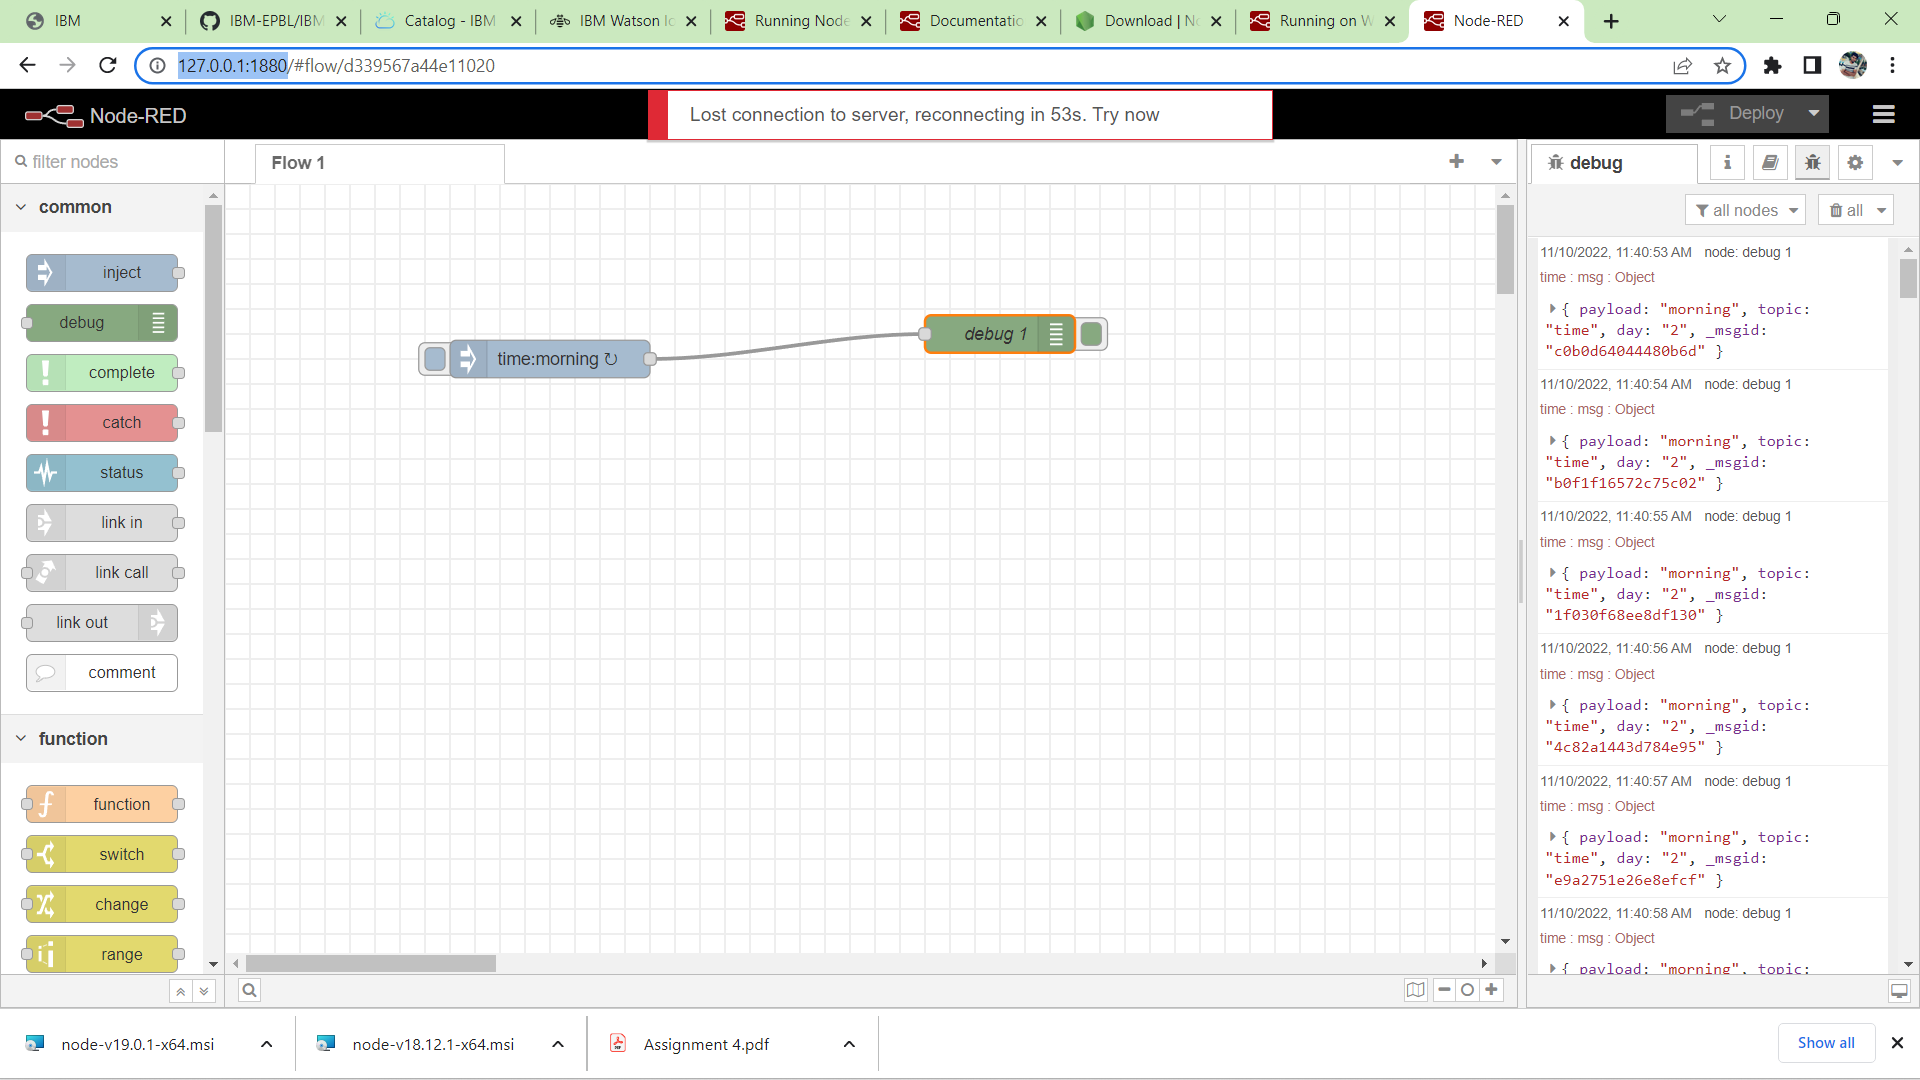 IBM
IBM-EPBL/IBM
Catalog - IBM
IBM Watson Io
Running Node
Documentatio
Download | No
Running on W
Node-RED
127.0.0.1:1880/#flow/d339567a44e11020
Node-RED
Lost connection to server, reconnecting in 53s. Try now
Deploy
filter nodes
Flow 1
debug
i
all nodes
all
common
inject
debug
complete
catch
status
link in
link call
link out
comment
function
function
switch
change
range
time:morning ↻
debug 1
11/10/2022, 11:40:53 AM node: debug 1
time : msg : Object
{ payload: "morning", topic:
"time", day: "2", _msgid:
"c0b0d64044480b6d" }
11/10/2022, 11:40:54 AM node: debug 1
time : msg : Object
{ payload: "morning", topic:
"time", day: "2", _msgid:
"b0f1f16572c75c02" }
11/10/2022, 11:40:55 AM node: debug 1
time : msg : Object
{ payload: "morning", topic:
"time", day: "2", _msgid:
"1f030f68ee8df130" }
11/10/2022, 11:40:56 AM node: debug 1
time : msg : Object
{ payload: "morning", topic:
"time", day: "2", _msgid:
"4c82a1443d784e95" }
11/10/2022, 11:40:57 AM node: debug 1
time : msg : Object
{ payload: "morning", topic:
"time", day: "2", _msgid:
"e9a2751e26e8efcf" }
11/10/2022, 11:40:58 AM node: debug 1
time : msg : Object
{ payload: "morning", topic:
node-v19.0.1-x64.msi
node-v18.12.1-x64.msi
Assignment 4.pdf
Show all